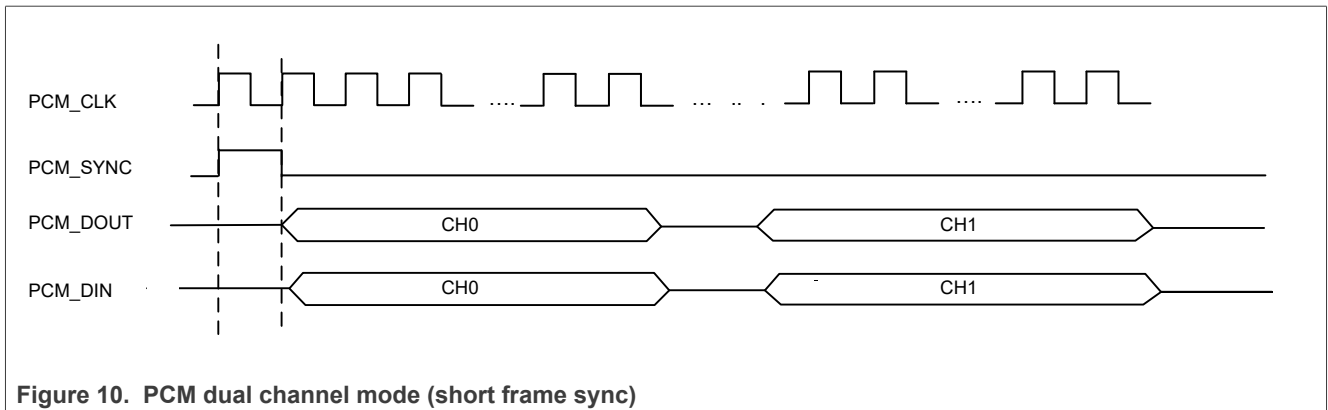 PCM_CLK
.... ... .. . ....
PCM_SYNC
PCM_DOUT CH0 CH1
PCM_DIN CH0 CH1
Figure 10. PCM dual channel mode (short frame sync)